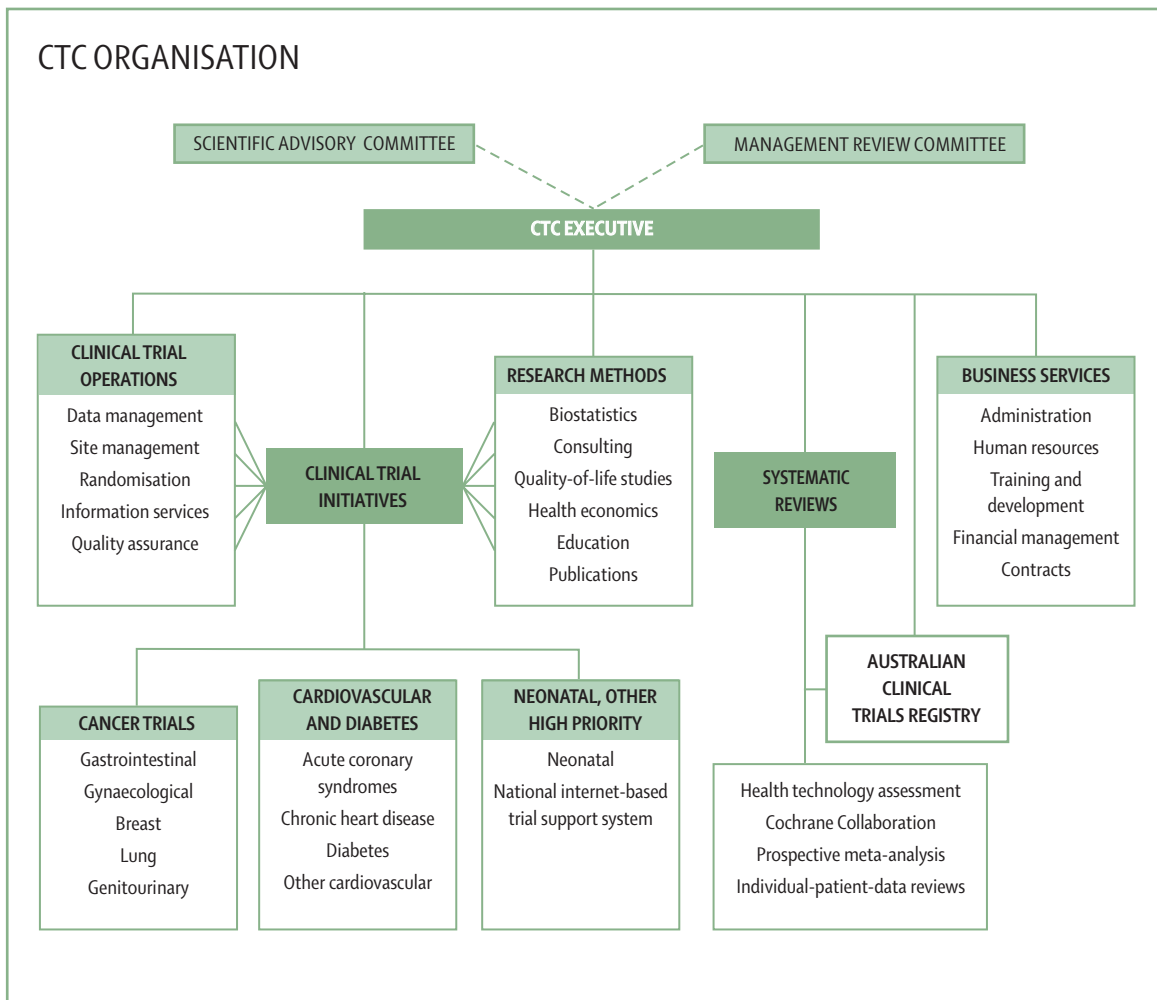 CTC ORGANISATION
SCIENTIFIC ADVISORY COMMITTEE
MANAGEMENT REVIEW COMMITTEE
CTC EXECUTIVE
CLINICAL TRIAL
OPERATIONS
Data management
Site management
Randomisation
Information services
Quality assurance
CLINICAL TRIAL
INITIATIVES
RESEARCH METHODS
Biostatistics
Consulting
Quality-of-life studies
Health economics
Education
Publications
SYSTEMATIC
REVIEWS
BUSINESS SERVICES
Administration
Human resources
Training and
development
Financial management
Contracts
AUSTRALIAN
CLINICAL
TRIALS REGISTRY
CANCER TRIALS
Gastrointestinal
Gynaecological
Breast
Lung
Genitourinary
CARDIOVASCULAR
AND DIABETES
Acute coronary
syndromes
Chronic heart disease
Diabetes
Other cardiovascular
NEONATAL, OTHER
HIGH PRIORITY
Neonatal
National internet-based
trial support system
Health technology assessment
Cochrane Collaboration
Prospective meta-analysis
Individual-patient-data reviews